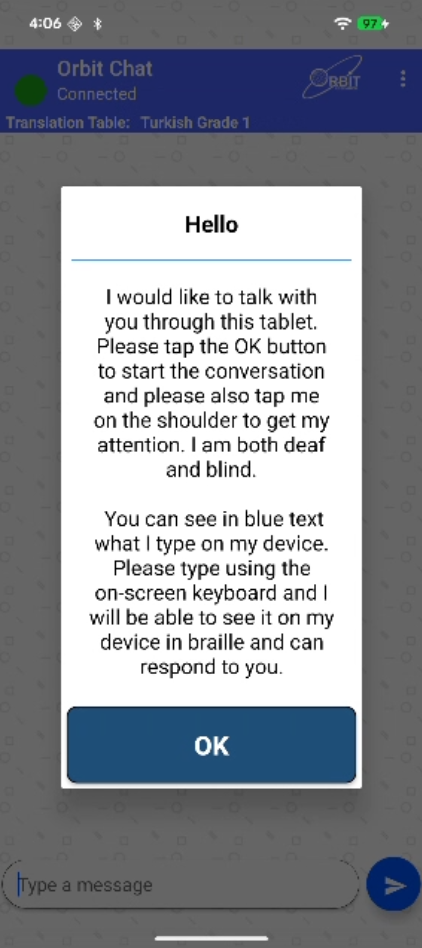 4:06
97
Orbit Chat
Connected
ORBIT
Translation Table: Turkish Grade 1
Hello
I would like to talk with
you through this tablet.
Please tap the OK button
to start the conversation
and please also tap me
on the shoulder to get my
attention. I am both deaf
and blind.
You can see in blue text
what I type on my device.
Please type using the
on-screen keyboard and I
will be able to see it on my
device in braille and can
respond to you.
OK
Type a message